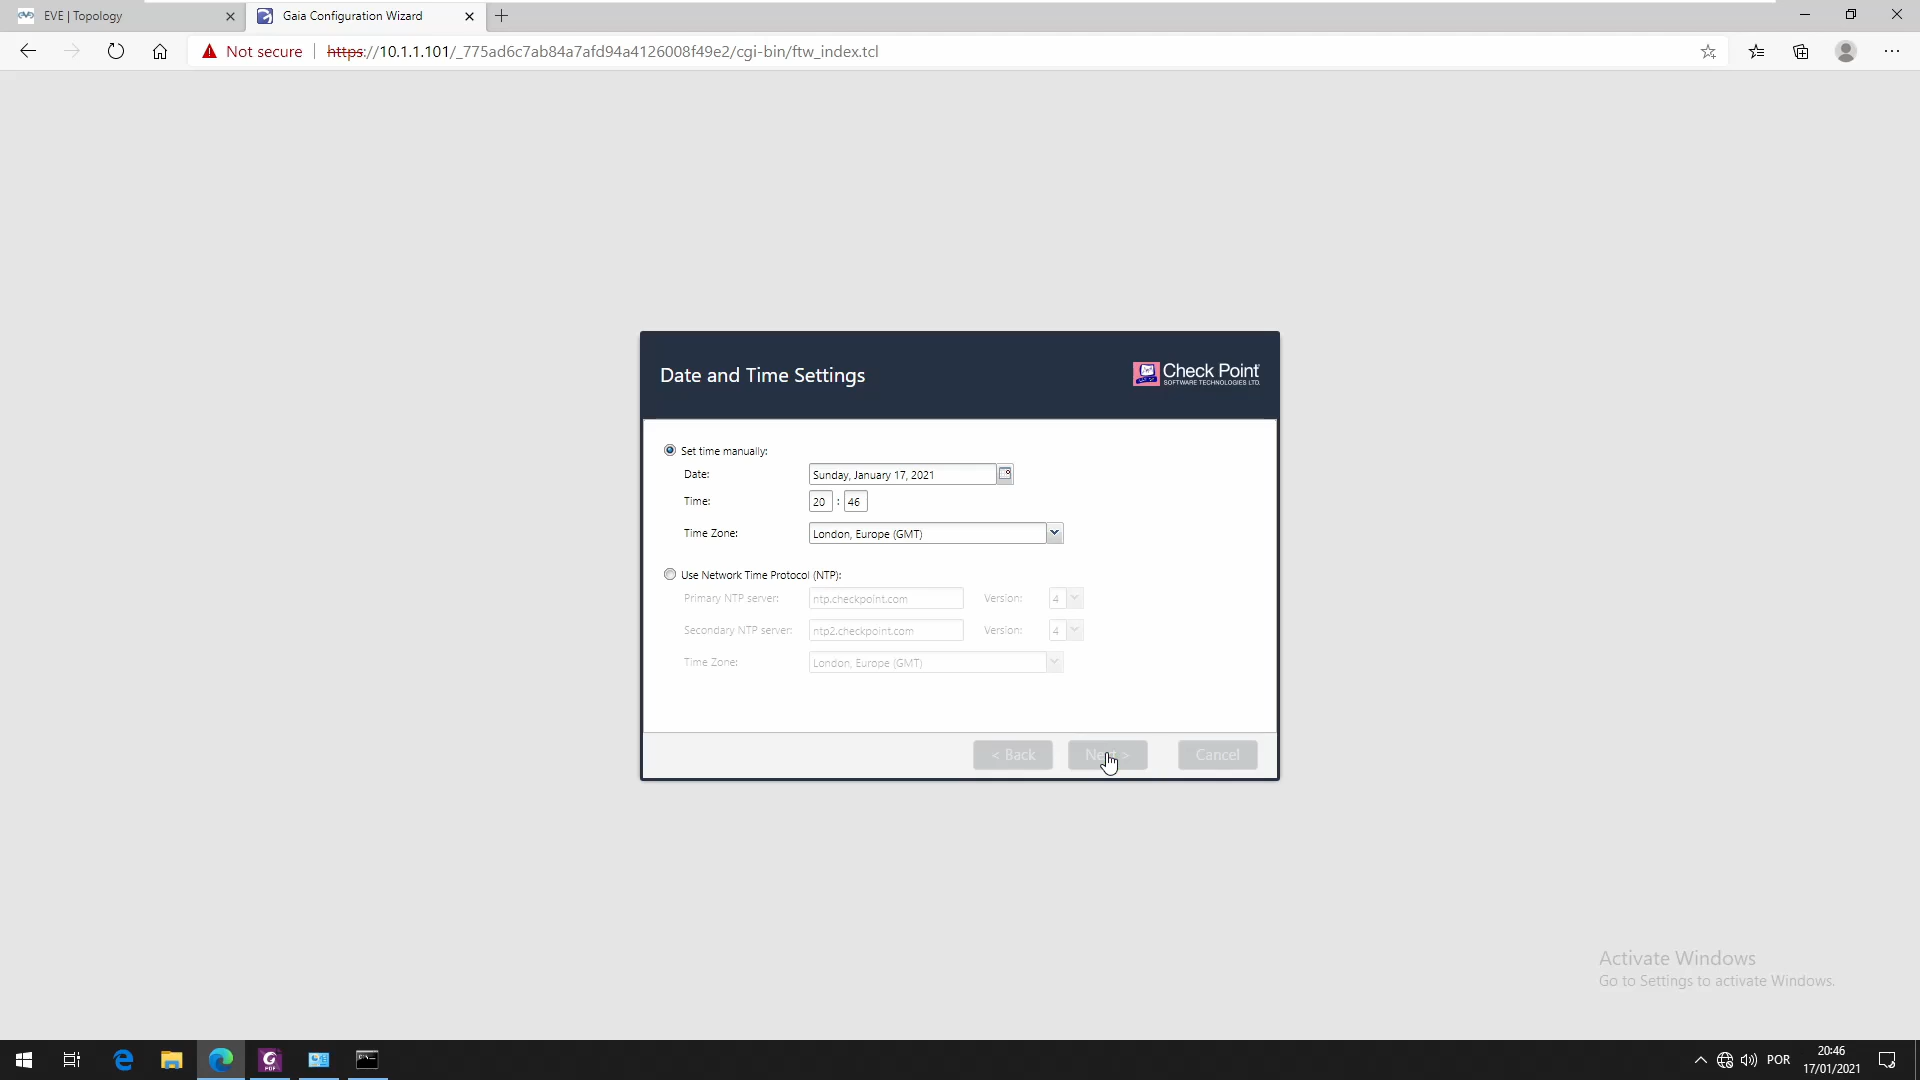 EVE | Topology
Gaia Configuration Wizard
Not secure
https://10.1.1.101/_775ad6c7ab84a7afd94a4126008f49e2/cgi-bin/ftw_index.tcl
Date and Time Settings
Check Point
SOFTWARE TECHNOLOGIES LTD.
Set time manually:
Date:
Sunday, January 17, 2021
Time:
20 : 46
Time Zone:
London, Europe (GMT)
Use Network Time Protocol (NTP):
Primary NTP server:
ntp.checkpoint.com
Version:
4
Secondary NTP server:
ntp2.checkpoint.com
Version:
4
Time Zone:
London, Europe (GMT)
< Back
Next >
Cancel
Activate Windows
Go to Settings to activate Windows.
POR
20:46
17/01/2021